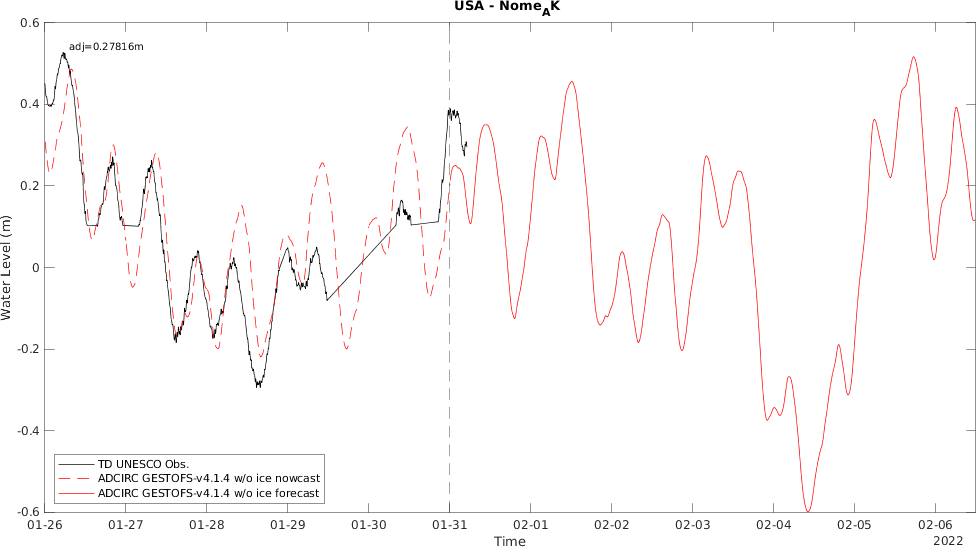 USA - Nome_AK
adj=0.27816m
0.6
0.4
0.2
0
-0.2
-0.4
-0.6
Water Level (m)
TD UNESCO Obs.
ADCIRC GESTOFS-v4.1.4 w/o ice nowcast
ADCIRC GESTOFS-v4.1.4 w/o ice forecast
01-26 01-27 01-28 01-29 01-30 01-31 02-01 02-02 02-03 02-04 02-05 02-06
Time
2022